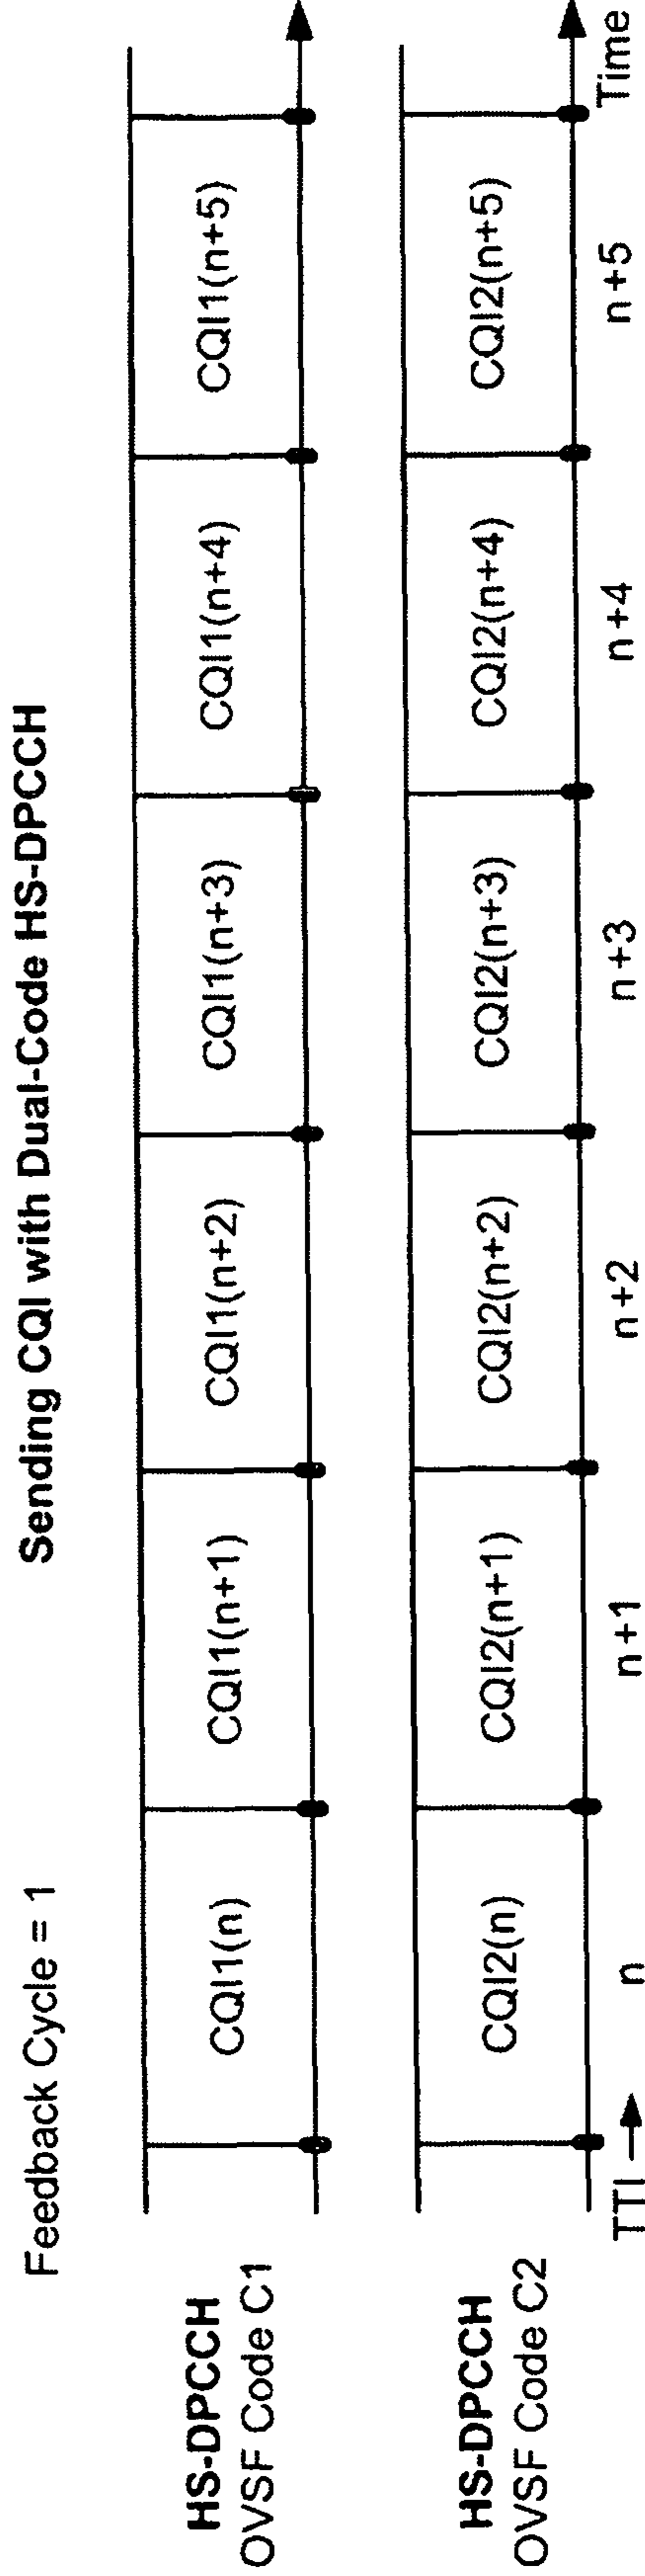 Sending CQI with Dual-Code HS-DPCCH
Feedback Cycle = 1
HS-DPCCH
OVSF Code C1
CQI1(n)
CQI1(n+1)
CQI1(n+2)
CQI1(n+3)
CQI1(n+4)
CQI1(n+5)
HS-DPCCH
OVSF Code C2
CQI2(n)
CQI2(n+1)
CQI2(n+2)
CQI2(n+3)
CQI2(n+4)
CQI2(n+5)
TTI
n
n+1
n+2
n+3
n+4
n+5
Time